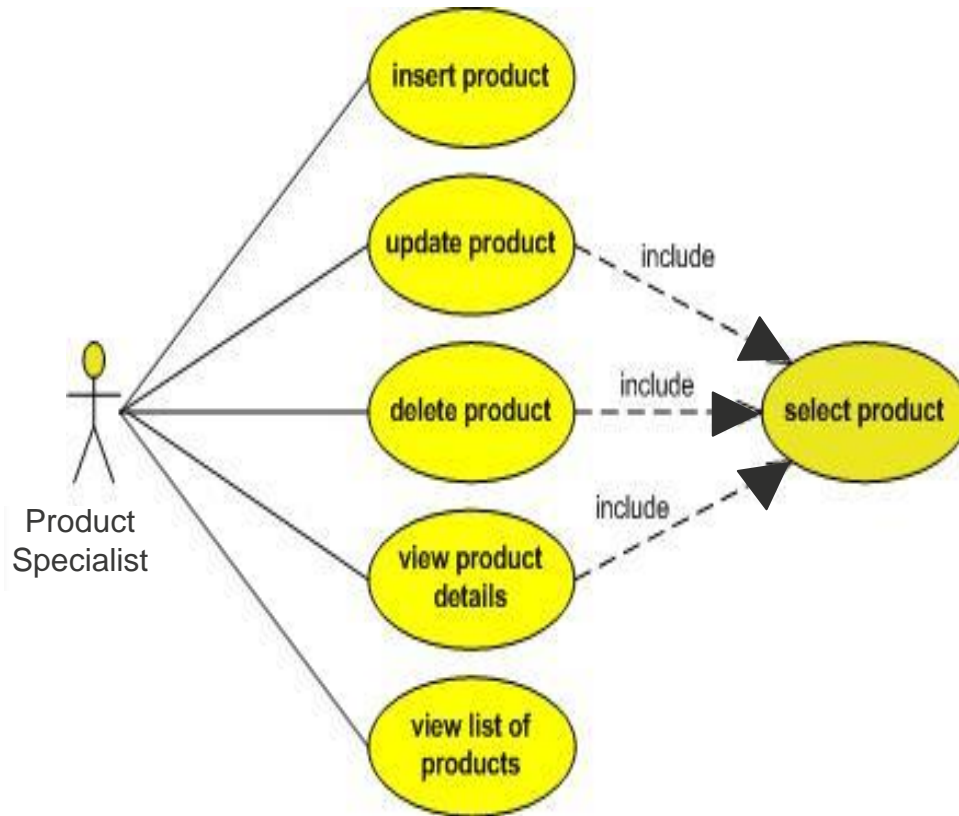 insert product
update product
include
include
delete product
select product
include
Product
Specialist
view product
details
view list of
products